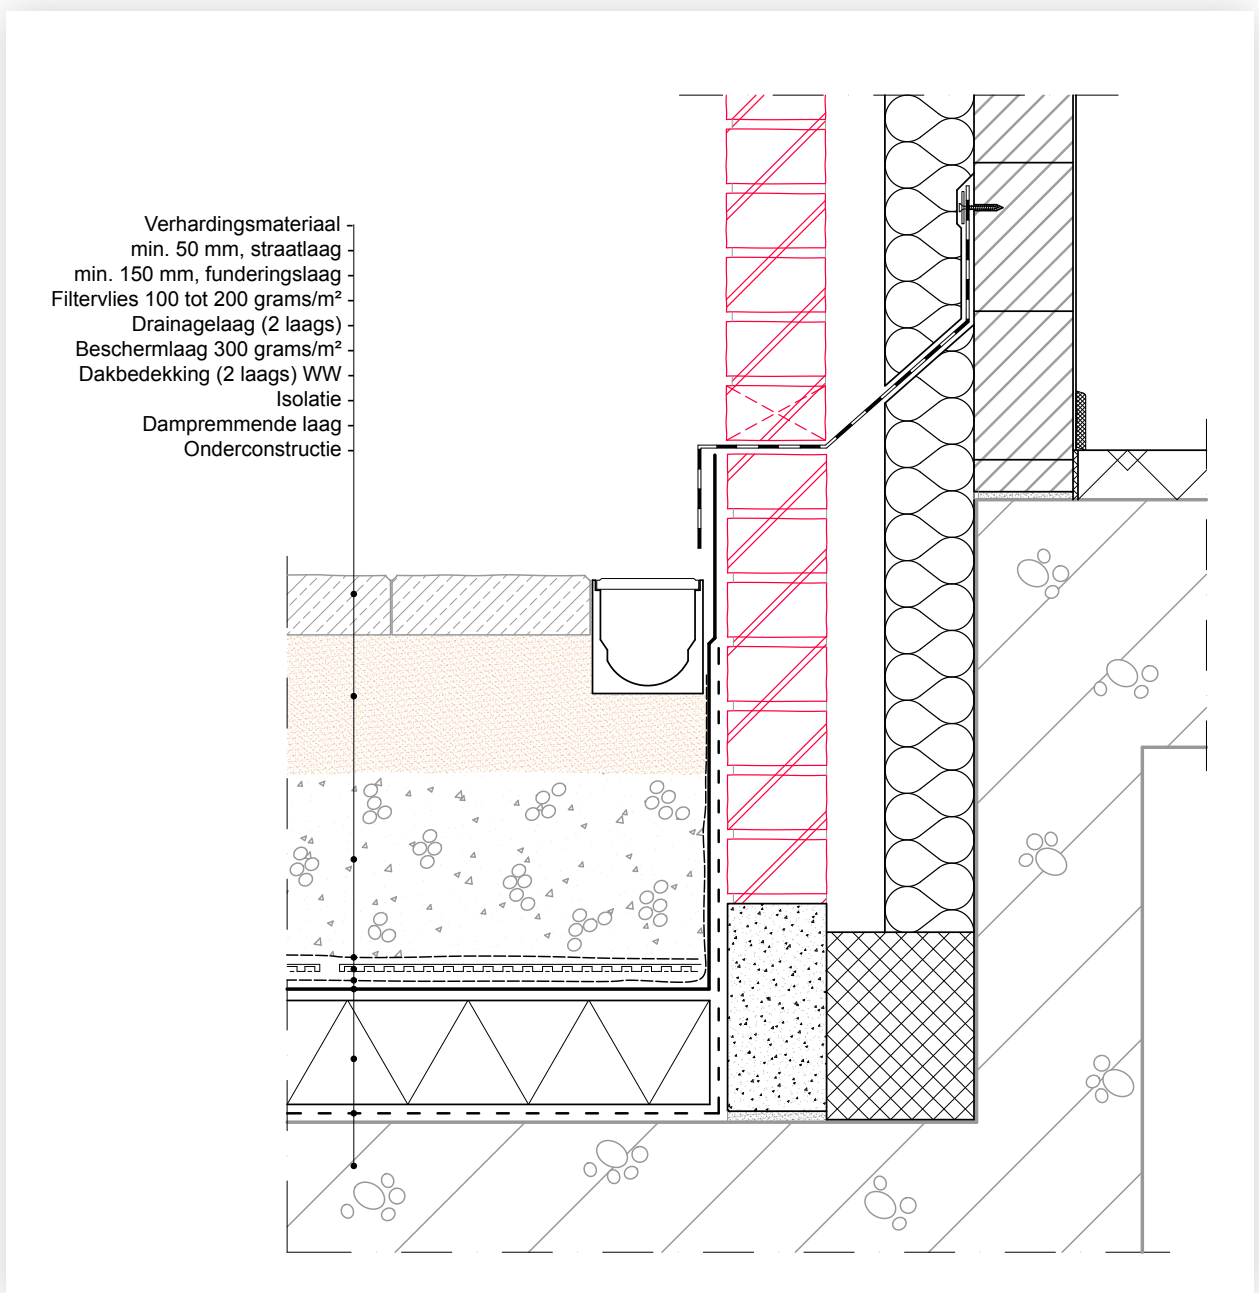 Verhardingsmateriaal
min. 50 mm, straatlaag
min. 150 mm, funderingslaag
Filtervlies 100 tot 200 grams/m²
Drainagelaag (2 laags)
Beschermlaag 300 grams/m²
Dakbedekking (2 laags) WW
Isolatie
Dampremmende laag
Onderconstructie